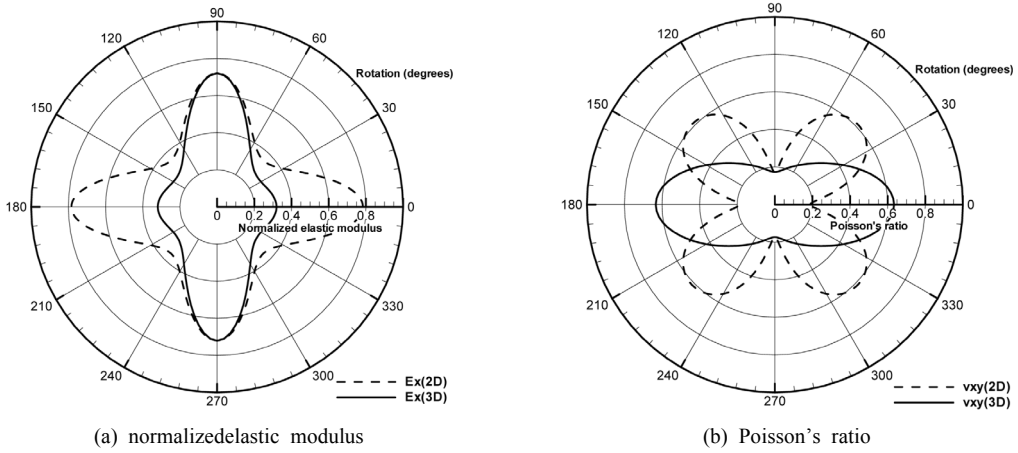 90
120
60
Rotation (degrees)
150
30
180
0
0 0.2 0.4 0.6 0.8
Normalized elastic modulus
210
330
240
300
270
Ex(2D)
Ex(3D)
(a) normalizedelastic modulus
90
120
60
Rotation (degrees)
150
30
180
0
0 0.2 0.4 0.6 0.8
Poisson's ratio
210
330
240
300
270
vxy(2D)
vxy(3D)
(b) Poisson's ratio